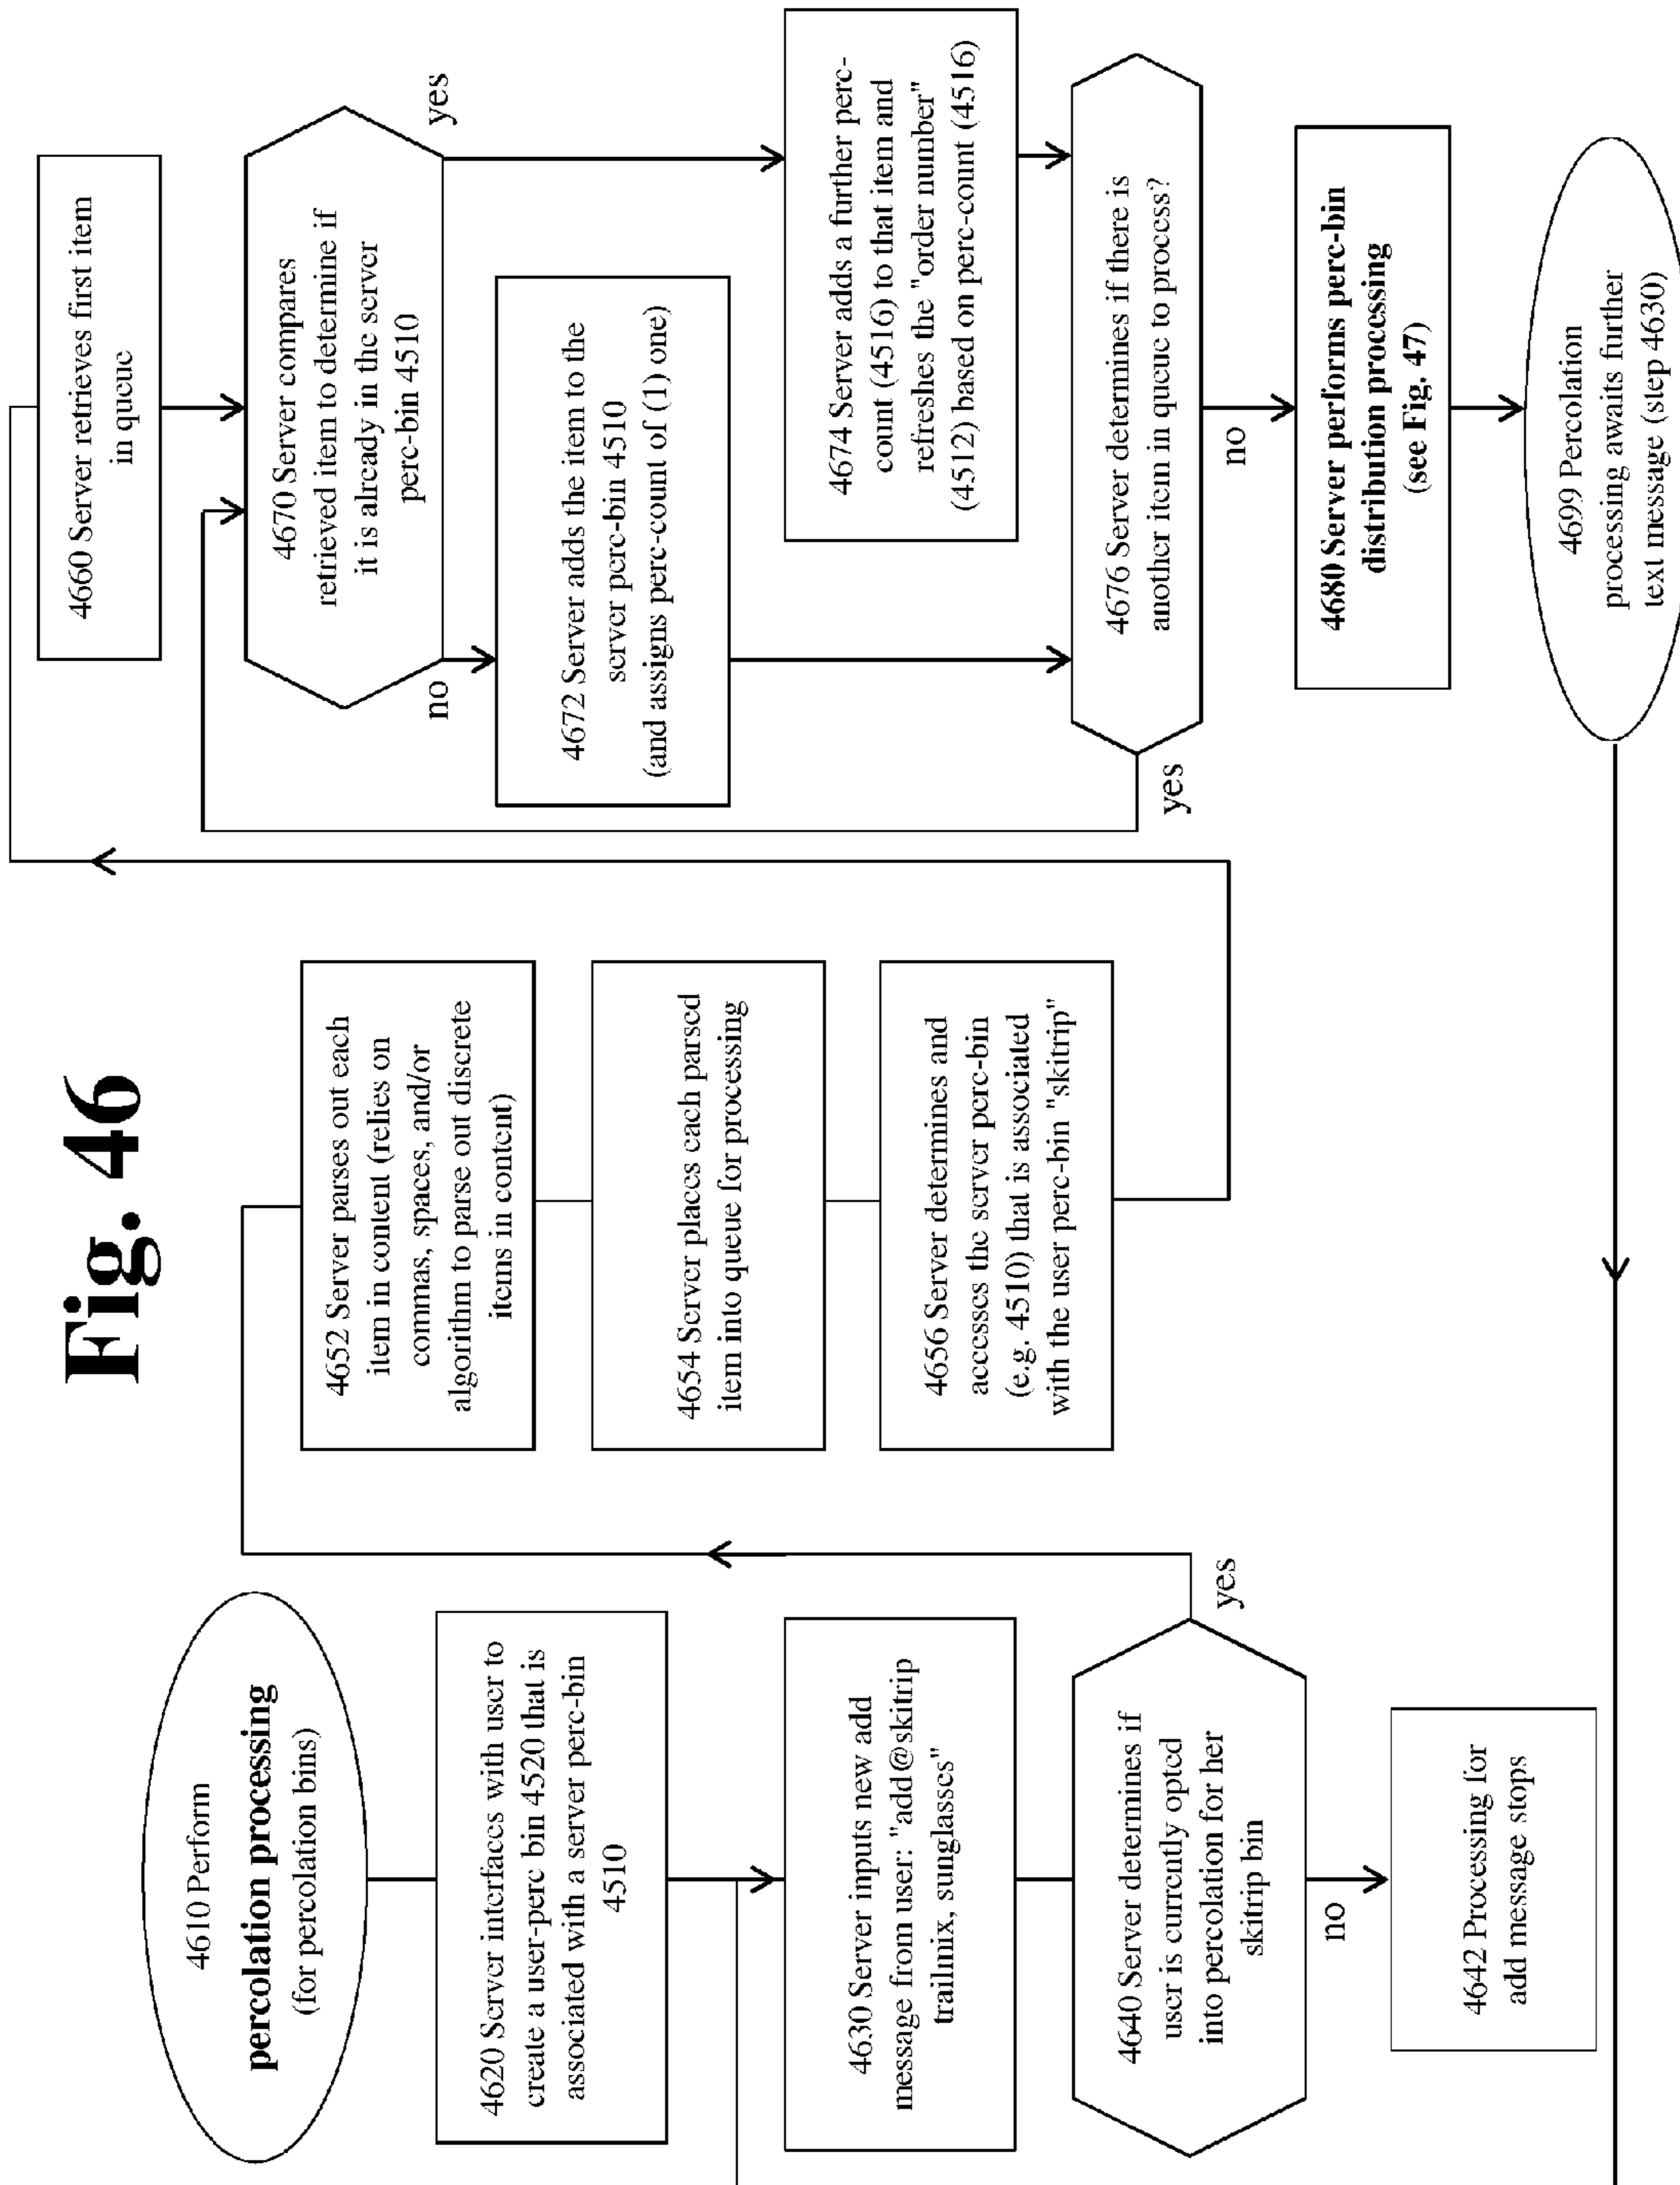 Fig. 46
4610 Perform
percolation processing
(for percolation bins)
4620 Server interfaces with user to
create a user-perc bin 4520 that is
associated with a server perc-bin
4510
4630 Server inputs new add
message from user: "add@skitrip
trailmix, sunglasses"
4640 Server determines if
user is currently opted
into percolation for her
skitrip bin
yes
no
4642 Processing for
add message stops
4652 Server parses out each
item in content (relies on
commas, spaces, and/or
algorithm to parse out discrete
items in content)
4654 Server places each parsed
item into queue for processing
4656 Server determines and
accesses the server perc-bin
(e.g. 4510) that is associated
with the user perc-bin "skitrip"
4660 Server retrieves first item
in queue
4670 Server compares
retrieved item to determine if
it is already in the server
perc-bin 4510
no
yes
4672 Server adds the item to the
server perc-bin 4510
(and assigns perc-count of (1) one)
4674 Server adds a further perc-
count (4516) to that item and
refreshes the "order number"
(4512) based on perc-count (4516)
4676 Server determines if there is
another item in queue to process?
yes
no
4680 Server performs perc-bin
distribution processing
(see Fig. 47)
4699 Percolation
processing awaits further
text message (step 4630)